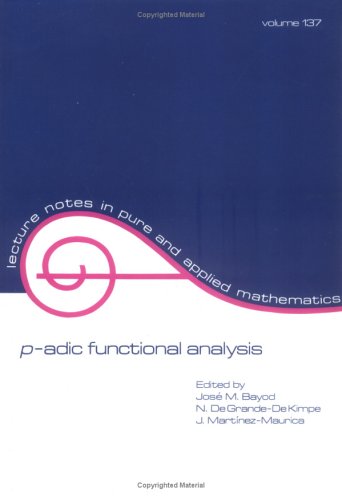 Copyrighted Material
volume 137
lecture notes in pure and applied mathematics
p-adic functional analysis
Edited by
José M. Bayod
N. De Grande-De Kimpe
J. Martínez-Maurica
Copyrighted Material